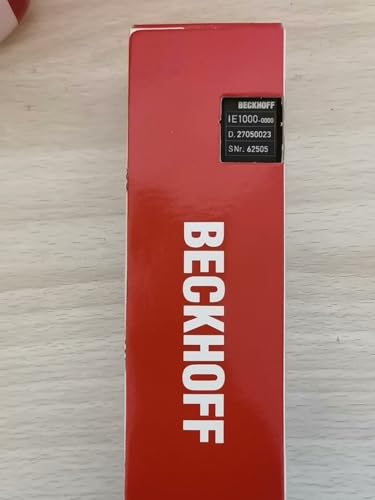 BECKHOFF
IE1000-0000
D. 27050023
SNr. 62505
BECKHOFF